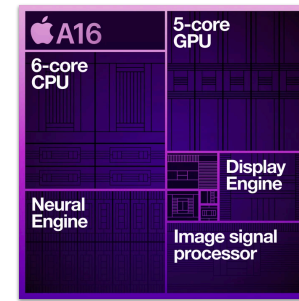 A16
6-core
CPU
5-core
GPU
Display
Engine
Neural
Engine
Image signal
processor